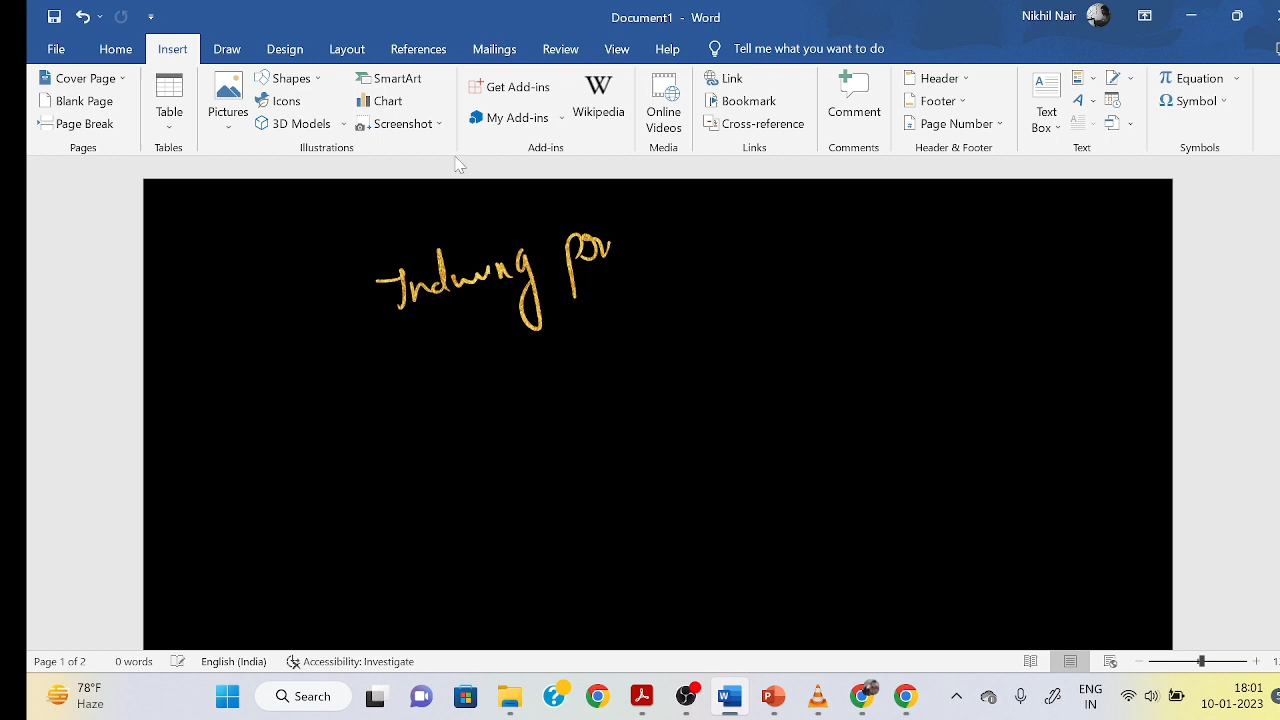 Document1 - Word
Nikhil Nair
File Home Insert Draw Design Layout References Mailings Review View Help Tell me what you want to do
Cover Page
Blank Page
Page Break
Pages
Table
Tables
Pictures
Shapes
Icons
3D Models
SmartArt
Chart
Screenshot
Illustrations
Get Add-ins
My Add-ins
Wikipedia
Add-ins
Online
Videos
Media
Link
Bookmark
Cross-reference
Links
Comment
Comments
Header
Footer
Page Number
Header & Footer
Text
Box
Text
Equation
Symbol
Symbols
Page 1 of 2 0 words English (India) Accessibility: Investigate
78°F
Haze
Search
ENG
IN
18:01
10-01-2023